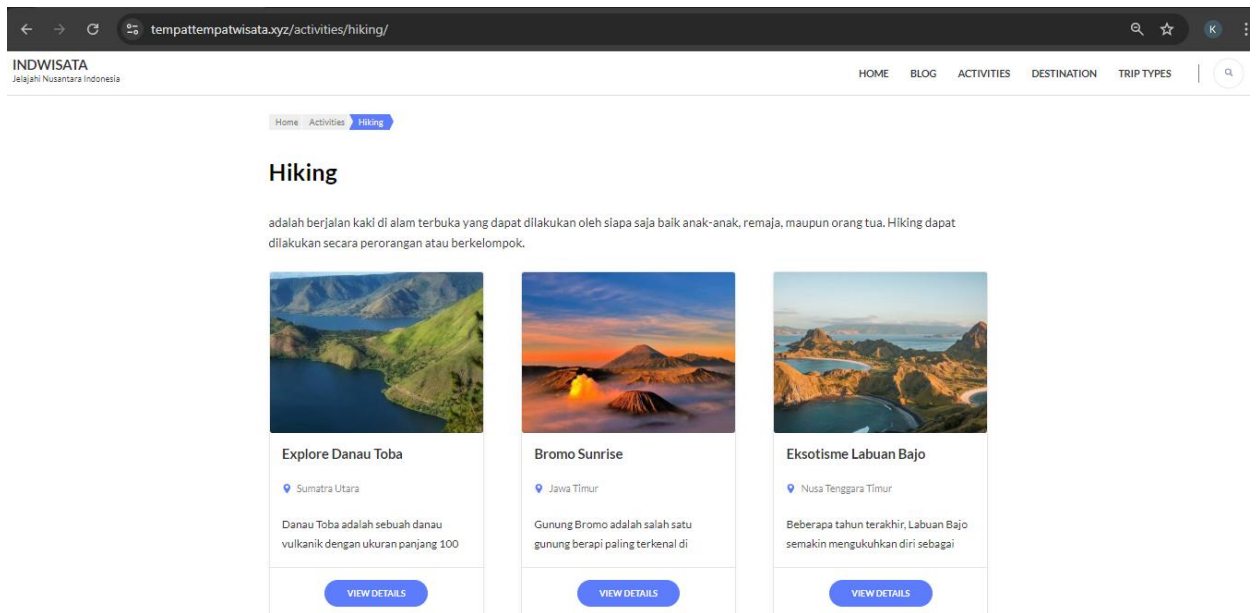 tempattempatwisata.xyz/activities/hiking/
K
INDWISATA
Jelajahi Nusantara Indonesia
HOME BLOG ACTIVITIES DESTINATION TRIP TYPES
Home Activities Hiking
Hiking
adalah berjalan kaki di alam terbuka yang dapat dilakukan oleh siapa saja baik anak-anak, remaja, maupun orang tua. Hiking dapat
dilakukan secara perorangan atau berkelompok.
Explore Danau Toba
Sumatra Utara
Danau Toba adalah sebuah danau
vulkanik dengan ukuran panjang 100
VIEW DETAILS
Bromo Sunrise
Jawa Timur
Gunung Bromo adalah salah satu
gunung berapi paling terkenal di
VIEW DETAILS
Eksotisme Labuan Bajo
Nusa Tenggara Timur
Beberapa tahun terakhir, Labuan Bajo
semakin mengukuhkan diri sebagai
VIEW DETAILS